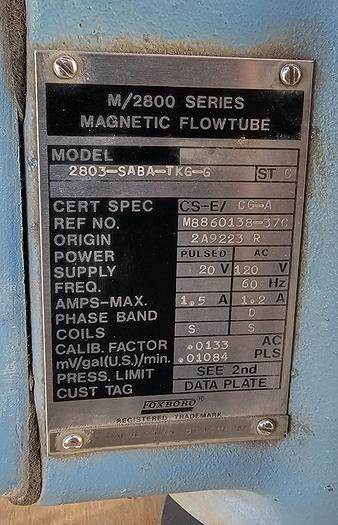 M/2800 SERIES
MAGNETIC FLOWTUBE
MODEL
2803-SABA-TKG-G ST C
CERT SPEC CS-E/ CG-A
REF NO. M8860138-37C
ORIGIN 2A9223 R
POWER PULSED AC
SUPPLY 20 V 120 V
FREQ. 60 Hz
AMPS-MAX. 1.5 A 1.2 A
PHASE BAND D
COILS S S
CALIB. FACTOR .0133 AC
mV/gal(U.S.)/min. .01084 PLS
PRESS. LIMIT SEE 2nd
CUST TAG DATA PLATE
FOXBORO®
REGISTERED TRADEMARK